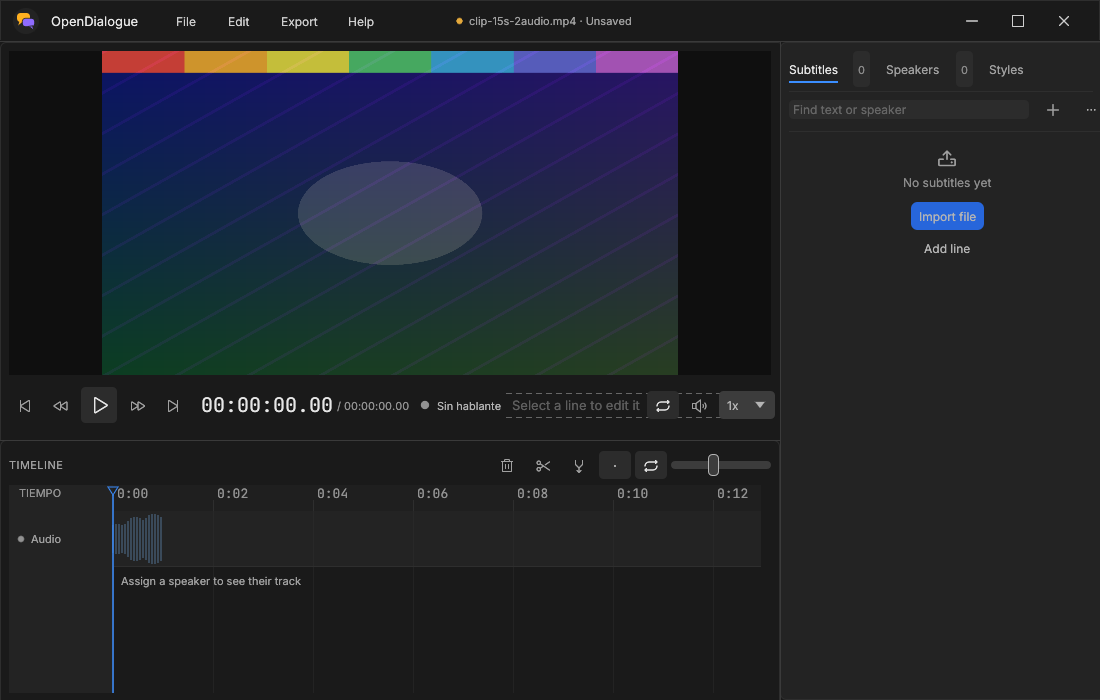 OpenDialogue File Edit Export Help clip-15s-2audio.mp4 · Unsaved
Subtitles 0 Speakers 0 Styles
Find text or speaker
No subtitles yet
Import file
Add line
00:00:00.00 / 00:00:00.00 Sin hablante Select a line to edit it 1x
TIMELINE
TIEMPO 0:00 0:02 0:04 0:06 0:08 0:10 0:12
Audio
Assign a speaker to see their track